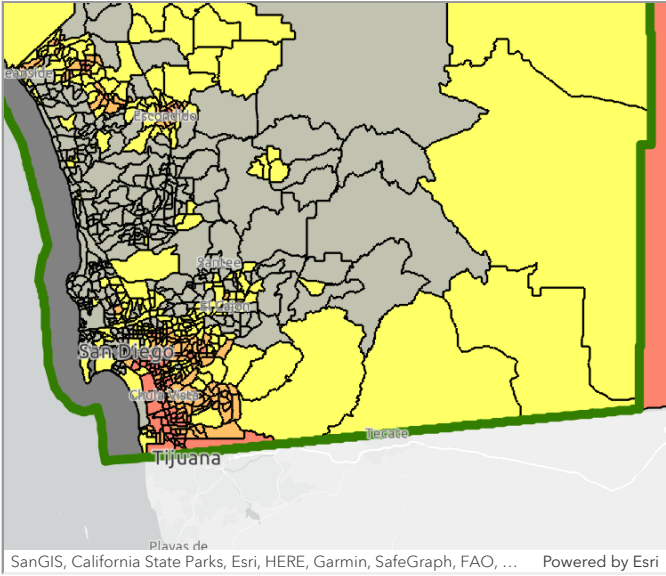 eanside
Escondido
Santee
El Cajon
San Diego
Chula Vista
Tecate
Tijuana
Playas de
SanGIS, California State Parks, Esri, HERE, Garmin, SafeGraph, FAO, ... Powered by Esri